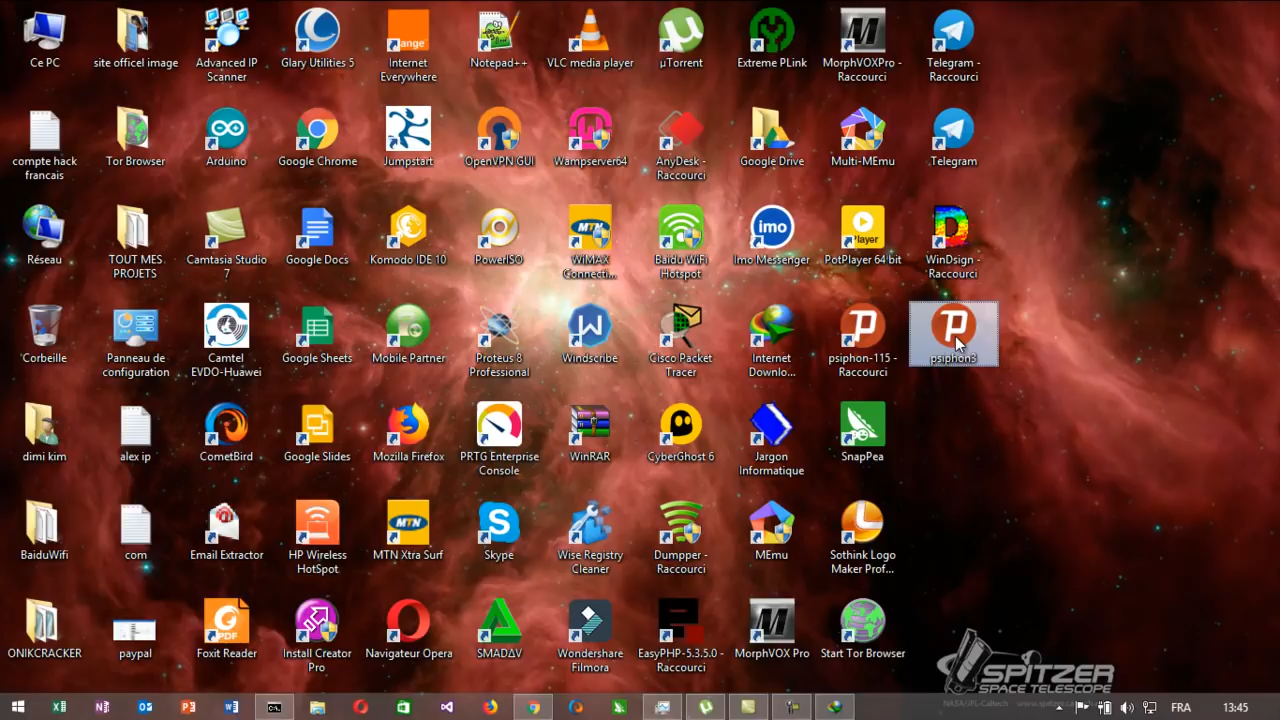 Ce PC
site officel image
Advanced IP
Scanner
Glary Utilities 5
Internet
Everywhere
Notepad++
VLC media player
µTorrent
Extreme PLink
MorphVOXPro -
Raccourci
Telegram -
Raccourci
compte hack
francais
Tor Browser
Arduino
Google Chrome
Jumpstart
OpenVPN GUI
Wampserver64
AnyDesk -
Raccourci
Google Drive
Multi-MEmu
Telegram
Réseau
TOUT MES
PROJETS
Camtasia Studio
7
Google Docs
Komodo IDE 10
PowerISO
WiMAX
Connecti...
Baidu WiFi
Hotspot
Imo Messenger
PotPlayer 64 bit
WinDsign -
Raccourci
Corbeille
Panneau de
configuration
Camtel
EVDO-Huawei
Google Sheets
Mobile Partner
Proteus 8
Professional
Windscribe
Cisco Packet
Tracer
Internet
Downlo...
psiphon-115 -
Raccourci
psiphon3
dimi kim
alex ip
CometBird
Google Slides
Mozilla Firefox
PRTG Enterprise
Console
WinRAR
CyberGhost 6
Jargon
Informatique
SnapPea
BaiduWifi
com
Email Extractor
HP Wireless
HotSpot
MTN Xtra Surf
Skype
Wise Registry
Cleaner
Dumpper -
Raccourci
MEmu
Sothink Logo
Maker Prof...
ONIKCRACKER
paypal
Foxit Reader
Install Creator
Pro
Navigateur Opera
SMADΔV
Wondershare
Filmora
EasyPHP-5.3.5.0 -
Raccourci
MorphVOX Pro
Start Tor Browser
SPITZER
SPACE TELESCOPE
NASA/JPL-Caltech
FRA
13:45